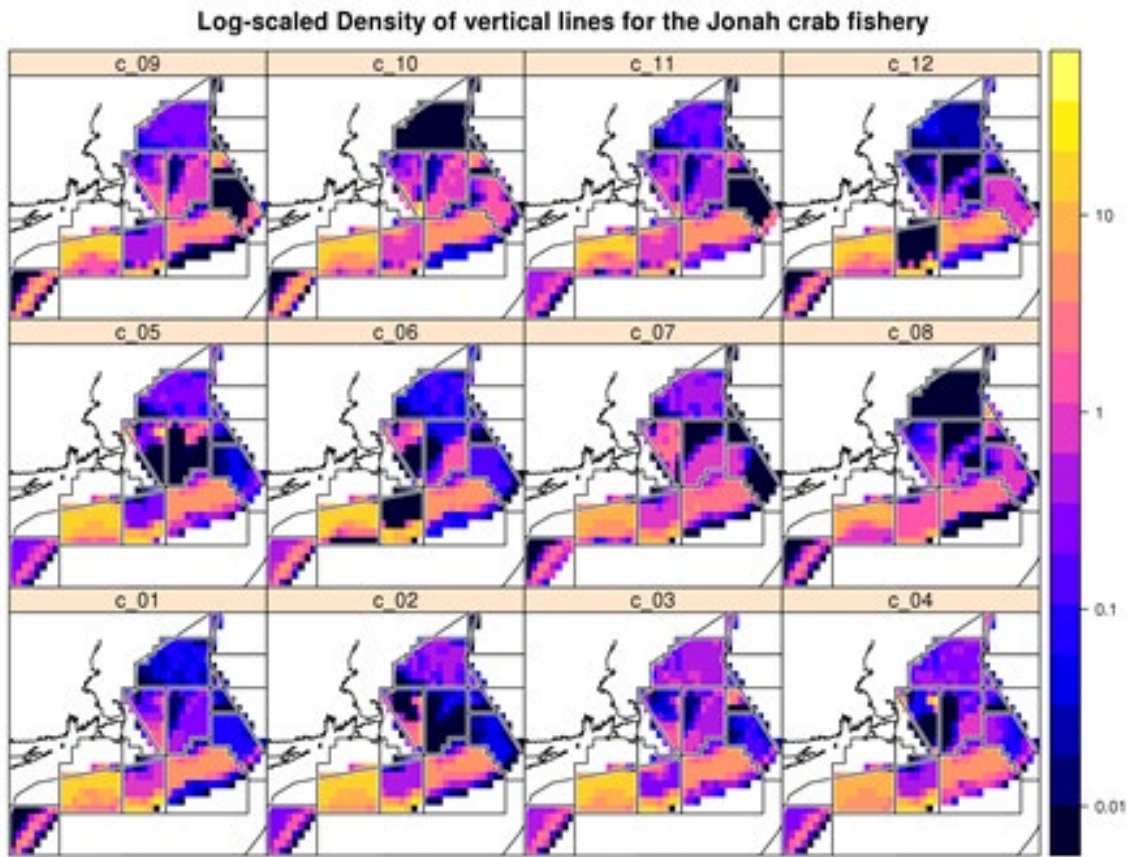 Log-scaled Density of vertical lines for the Jonah crab fishery
c_09 c_10 c_11 c_12
10
1
c_05 c_06 c_07 c_08
0.1
c_01 c_02 c_03 c_04
0.01